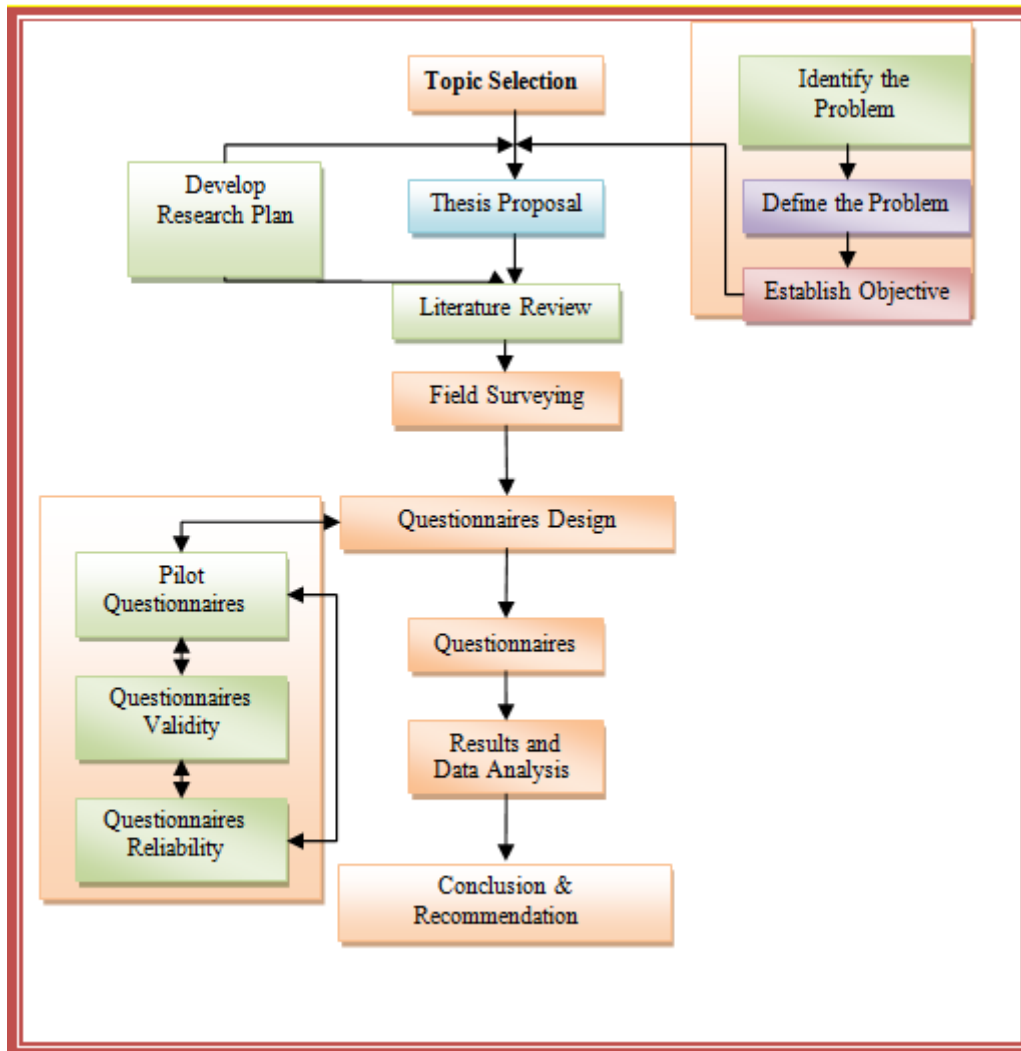 Topic Selection
Identify the
Problem
Develop
Research Plan
Thesis Proposal
Define the Problem
Literature Review
Establish Objective
Field Surveying
Questionnaires Design
Pilot
Questionnaires
Questionnaires
Validity
Questionnaires
Reliability
Questionnaires
Results and
Data Analysis
Conclusion &
Recommendation